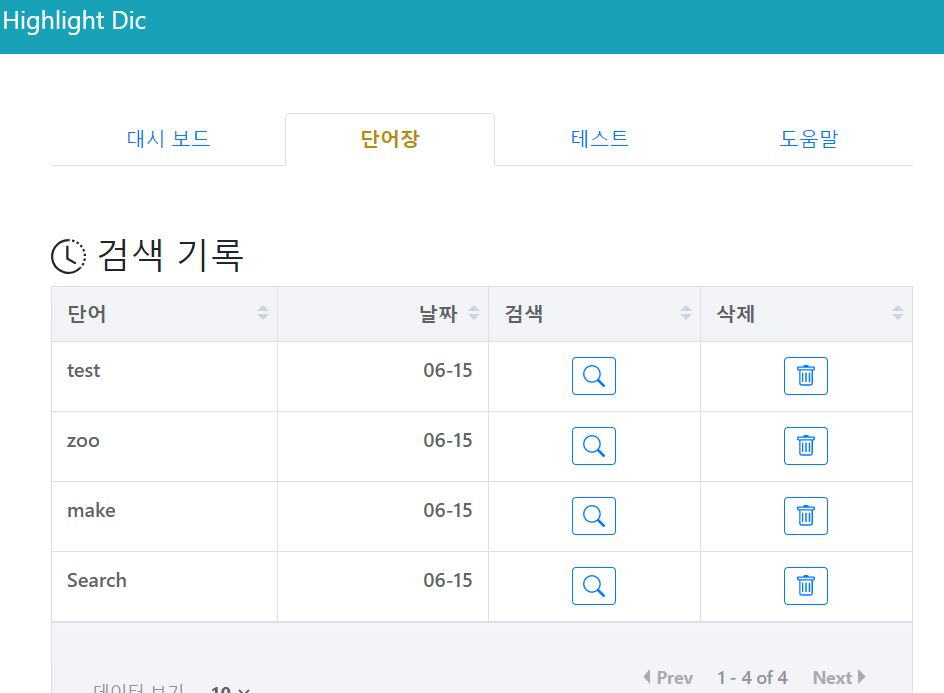 Highlight Dic
대시 보드 단어장 테스트 도움말
검색 기록
단어 날짜 검색 삭제
test 06-15
zoo 06-15
make 06-15
Search 06-15
데이터 보기 10 Prev 1 - 4 of 4 Next